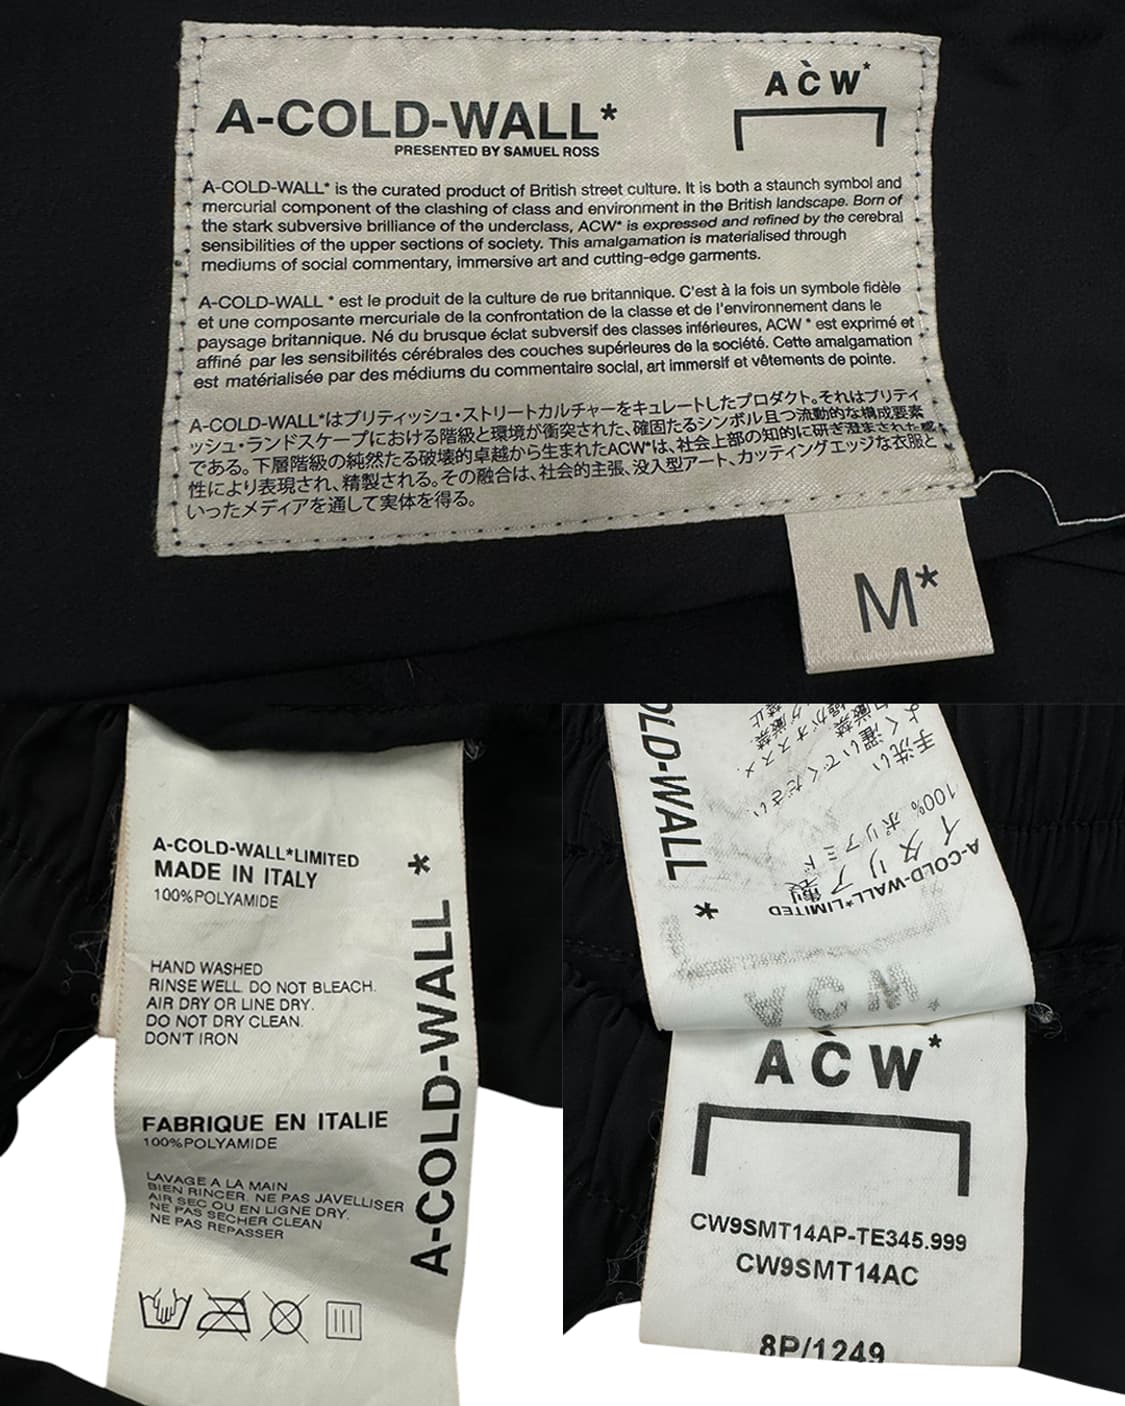 A-COLD-WALL*
PRESENTED BY SAMUEL ROSS
ACW*
A-COLD-WALL* is the curated product of British street culture. It is both a staunch symbol and
mercurial component of the clashing of class and environment in the British landscape. Born of
the stark subversive brilliance of the underclass, ACW* is expressed and refined by the cerebral
sensibilities of the upper sections of society. This amalgamation is materialised through
mediums of social commentary, immersive art and cutting-edge garments.
A-COLD-WALL * est le produit de la culture de rue britannique. C'est à la fois un symbole fidèle
et une composante mercuriale de la confrontation de la classe et de l'environnement dans le
paysage britannique. Né du brusque éclat subversif des classes inférieures, ACW * est exprimé et
affiné par les sensibilités cérébrales des couches supérieures de la société. Cette amalgamation
est matérialisée par des médiums du commentaire social, art immersif et vêtements de pointe.
A-COLD-WALL*はブリティッシュ・ストリートカルチャーをキュレートしたプロダクト。それはブリティ
ッシュ・ランドスケープにおける階級と環境が衝突された、確固たるシンボル且つ流動的な構成要素
である。下層階級の純然たる破壊的卓越から生まれたACW*は、社会上部の知的に研ぎ澄まされた感
性により表現され、精製される。その融合は、社会的主張、没入型アート、カッティングエッジな衣服と
いったメディアを通して実体を得る。
M*
A-COLD-WALL*LIMITED
MADE IN ITALY
100%POLYAMIDE
HAND WASHED
RINSE WELL. DO NOT BLEACH.
AIR DRY OR LINE DRY.
DO NOT DRY CLEAN.
DON'T IRON
FABRIQUE EN ITALIE
100%POLYAMIDE
LAVAGE A LA MAIN
BIEN RINCER. NE PAS JAVELLISER
AIR SEC OU EN LIGNE DRY.
NE PAS SECHER CLEAN
NE PAS REPASSER
A-COLD-WALL *
OLD-WALL *
A-COLD-WALL*LIMITED
イタリア製
100% ポリアミド
手洗い
よく濯いでください
ACW*
CW9SMT14AP-TE345.999
CW9SMT14AC
8P/1249